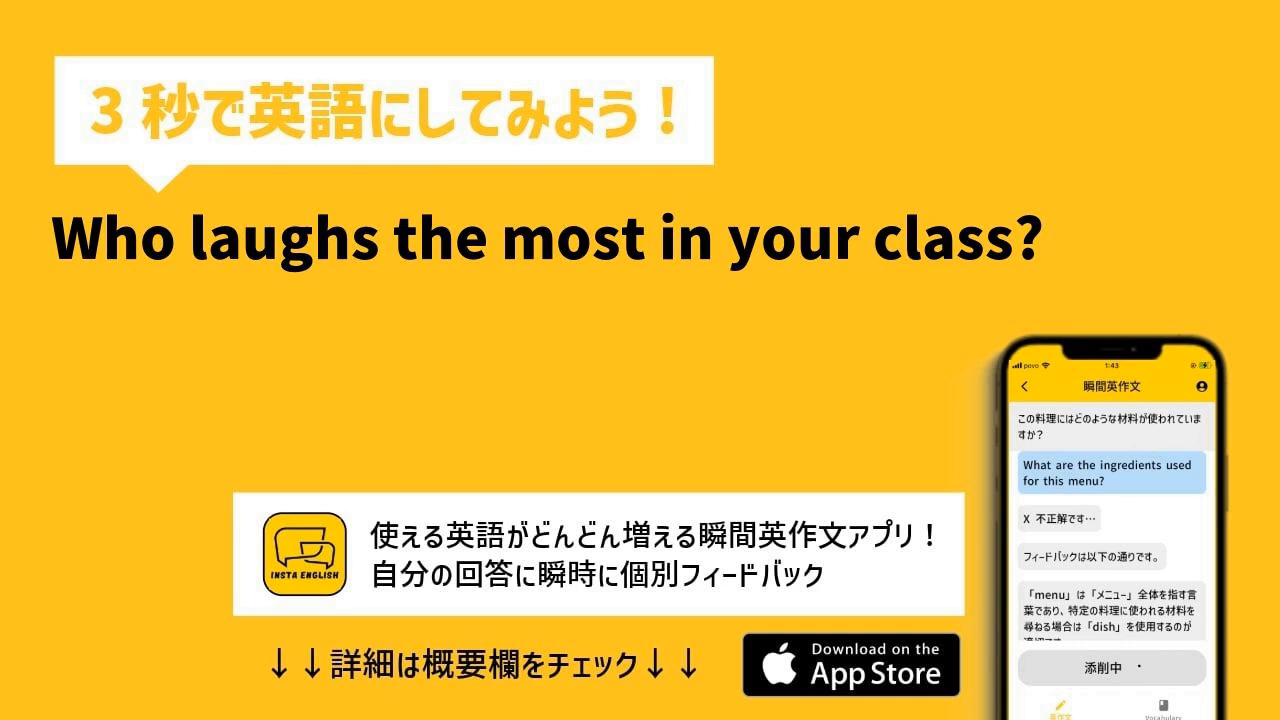 3 秒で英語にしてみよう！
Who laughs the most in your class?
povo 1:43
瞬間英作文
この料理にはどのような材料が使われていま
すか？
What are the ingredients used
for this menu?
X 不正解です…
フィードバックは以下の通りです。
「menu」は「メニュー」全体を指す言
葉であり、特定の料理に使われる材料を
尋ねる場合は「dish」を使用するのが
添削中
英作文 Vocabulary
INSTA ENGLISH
使える英語がどんどん増える瞬間英作文アプリ！
自分の回答に瞬時に個別フィードバック
↓↓詳細は概要欄をチェック↓↓
Download on the
App Store